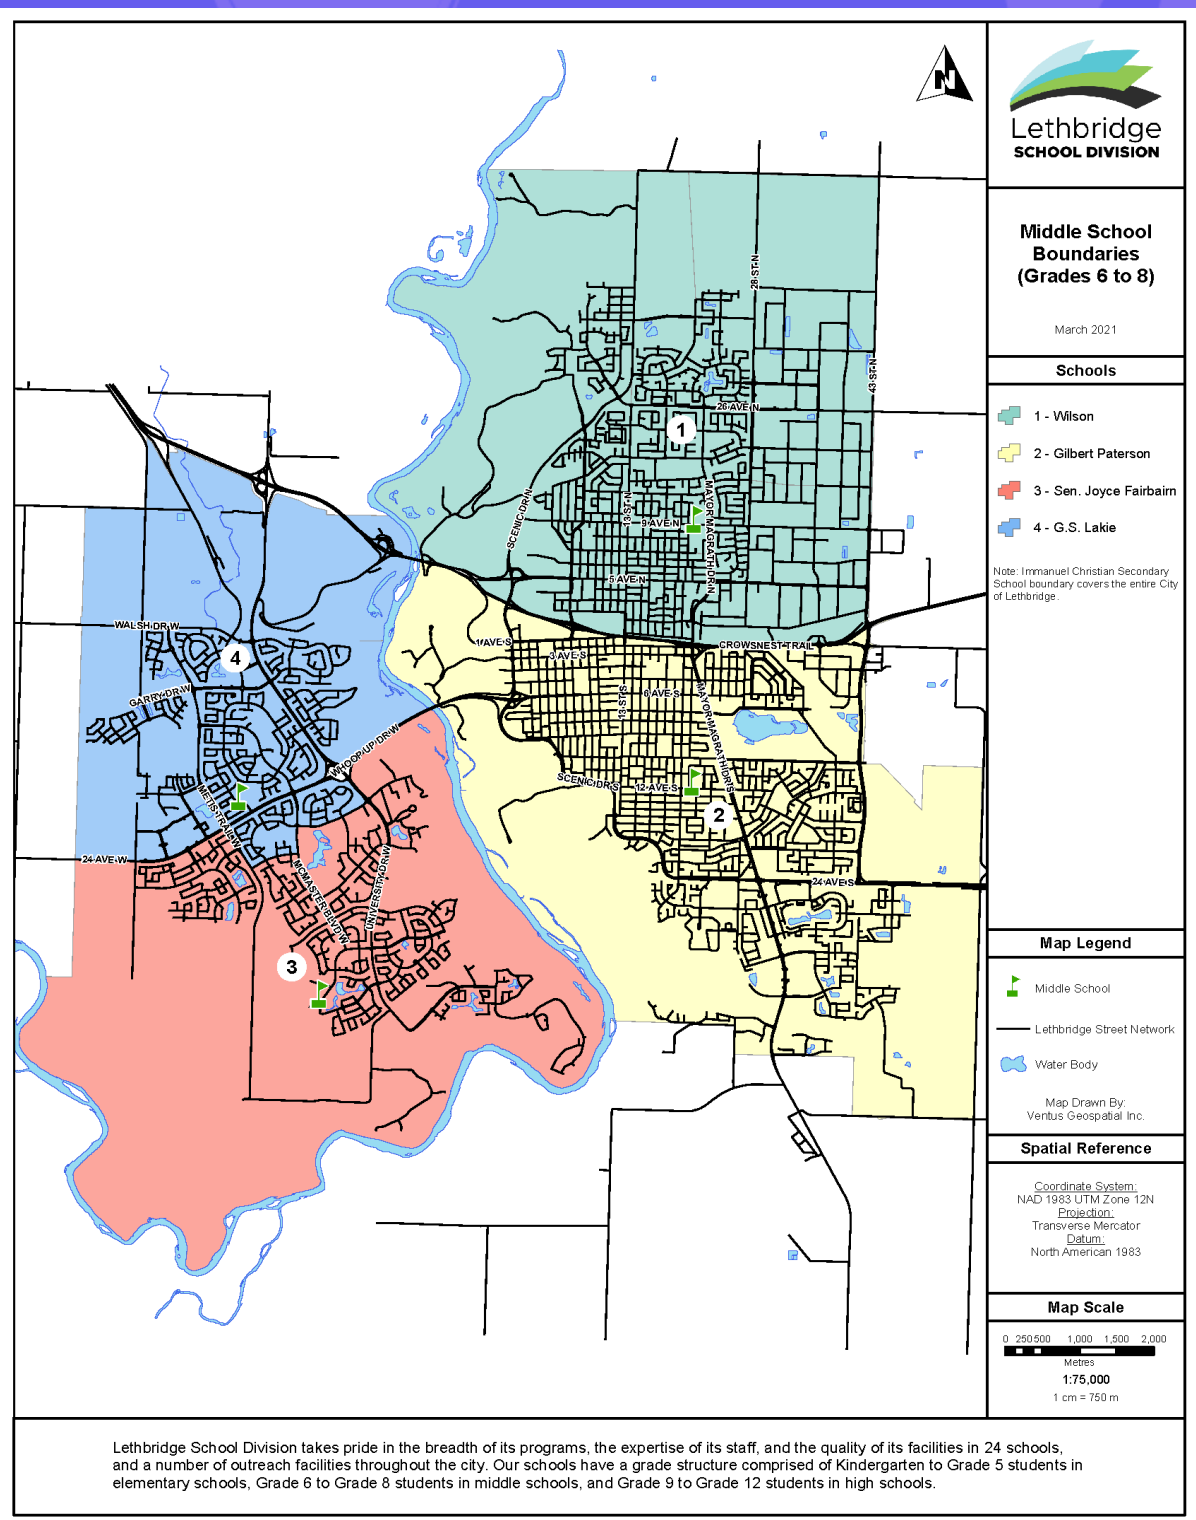 N
Lethbridge
SCHOOL DIVISION
Middle School
Boundaries
(Grades 6 to 8)
March 2021
Schools
1 - Wilson
2 - Gilbert Paterson
3 - Sen. Joyce Fairbairn
4 - G.S. Lakie
Note: Immanuel Christian Secondary
School boundary covers the entire City
of Lethbridge.
28 ST N
43 ST N
26 AVE N
1
SCENIC DR N
13 ST N
MAYOR MAGRATH DR N
9 AVE N
5 AVE N
WALSH DR W
1 AVE S
CROWSNEST TRAIL
3 AVE S
4
GARRY DR W
13 ST S
6 AVE S
MAYOR MAGRATH DR S
WHOOP UP DR W
SCENIC DR S
12 AVE S
METIS TRAIL W
2
24 AVE W
MCMASTER BLVD W
UNIVERSITY DR W
24 AVE S
3
Map Legend
Middle School
Lethbridge Street Network
Water Body
Map Drawn By:
Ventus Geospatial Inc.
Spatial Reference
Coordinate System:
NAD 1983 UTM Zone 12N
Projection:
Transverse Mercator
Datum:
North American 1983
Map Scale
0 250 500 1,000 1,500 2,000
Metres
1:75,000
1 cm = 750 m
Lethbridge School Division takes pride in the breadth of its programs, the expertise of its staff, and the quality of its facilities in 24 schools,
and a number of outreach facilities throughout the city. Our schools have a grade structure comprised of Kindergarten to Grade 5 students in
elementary schools, Grade 6 to Grade 8 students in middle schools, and Grade 9 to Grade 12 students in high schools.